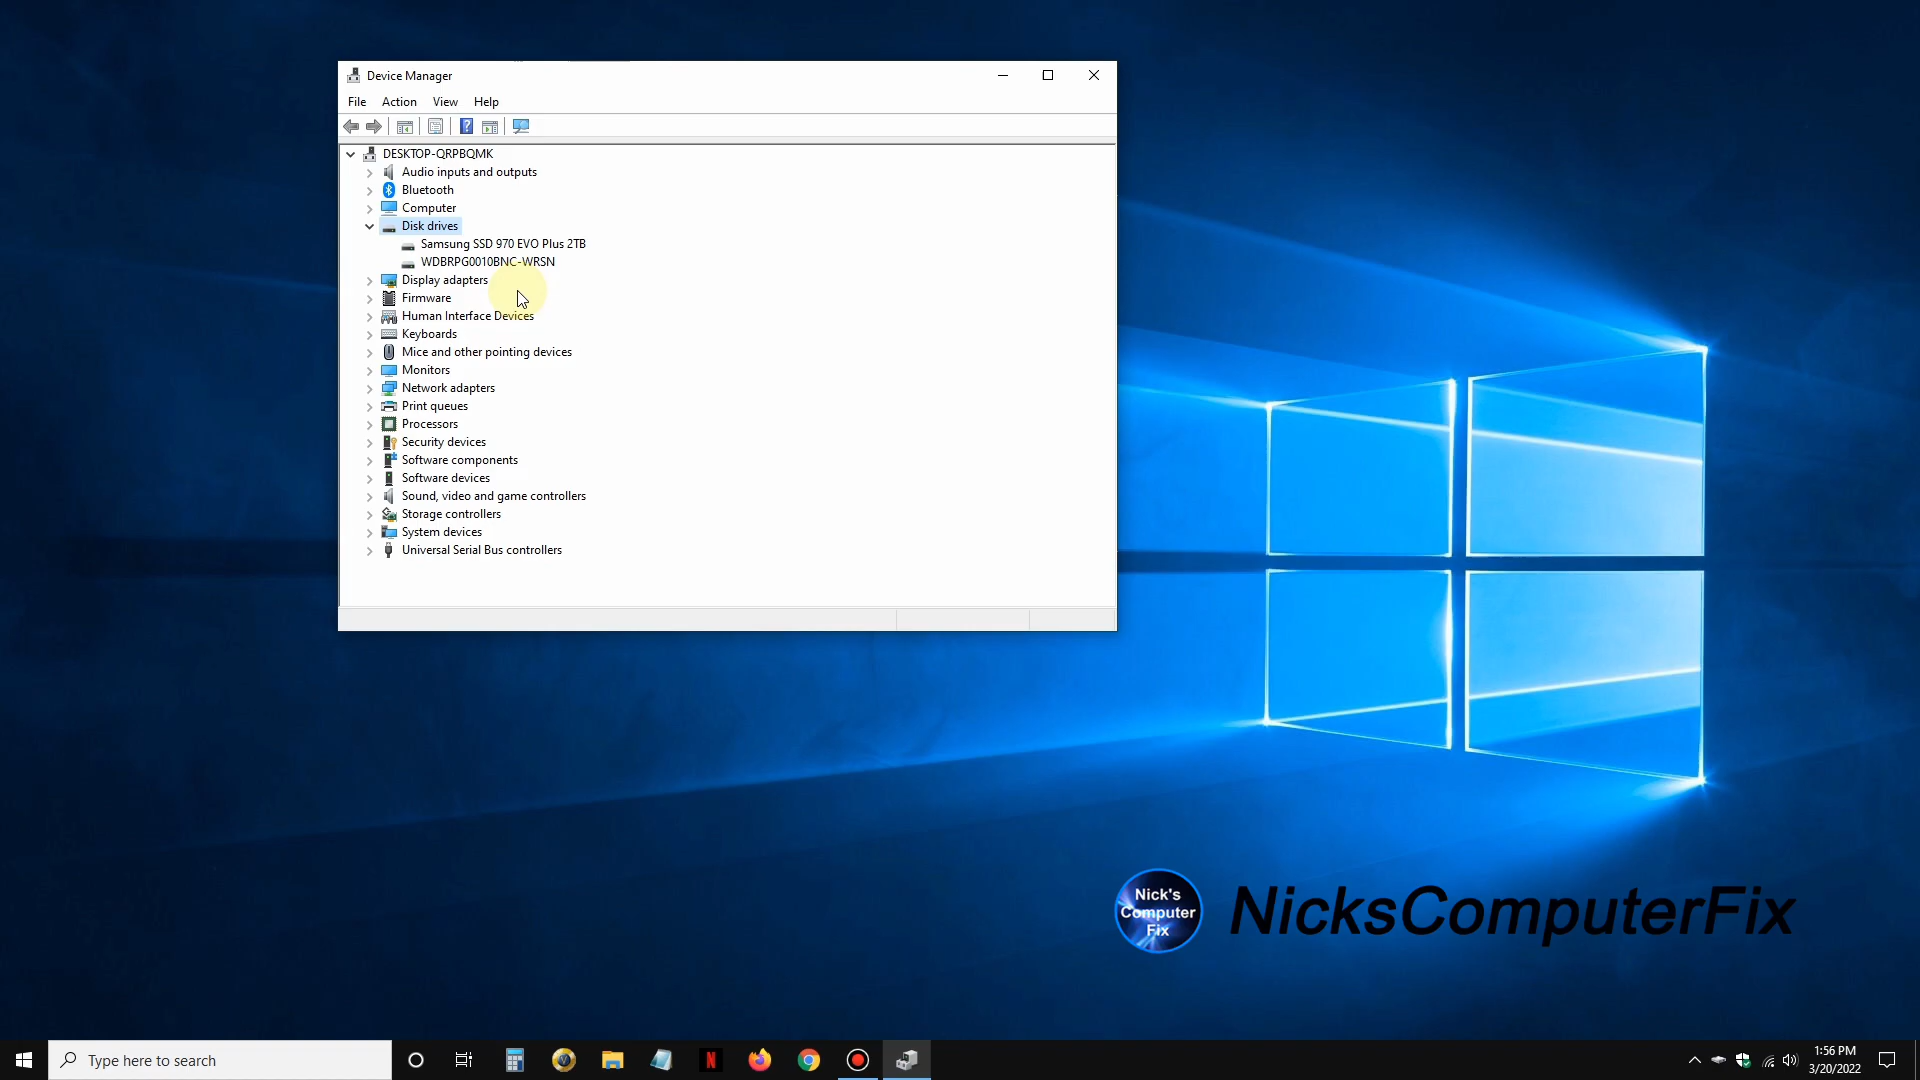 Device Manager
File Action View Help
DESKTOP-QRPBQMK
Audio inputs and outputs
Bluetooth
Computer
Disk drives
Samsung SSD 970 EVO Plus 2TB
WDBRPG0010BNC-WRSN
Display adapters
Firmware
Human Interface Devices
Keyboards
Mice and other pointing devices
Monitors
Network adapters
Print queues
Processors
Security devices
Software components
Software devices
Sound, video and game controllers
Storage controllers
System devices
Universal Serial Bus controllers
Nick's
Computer
Fix
NicksComputerFix
Type here to search
1:56 PM
3/20/2022